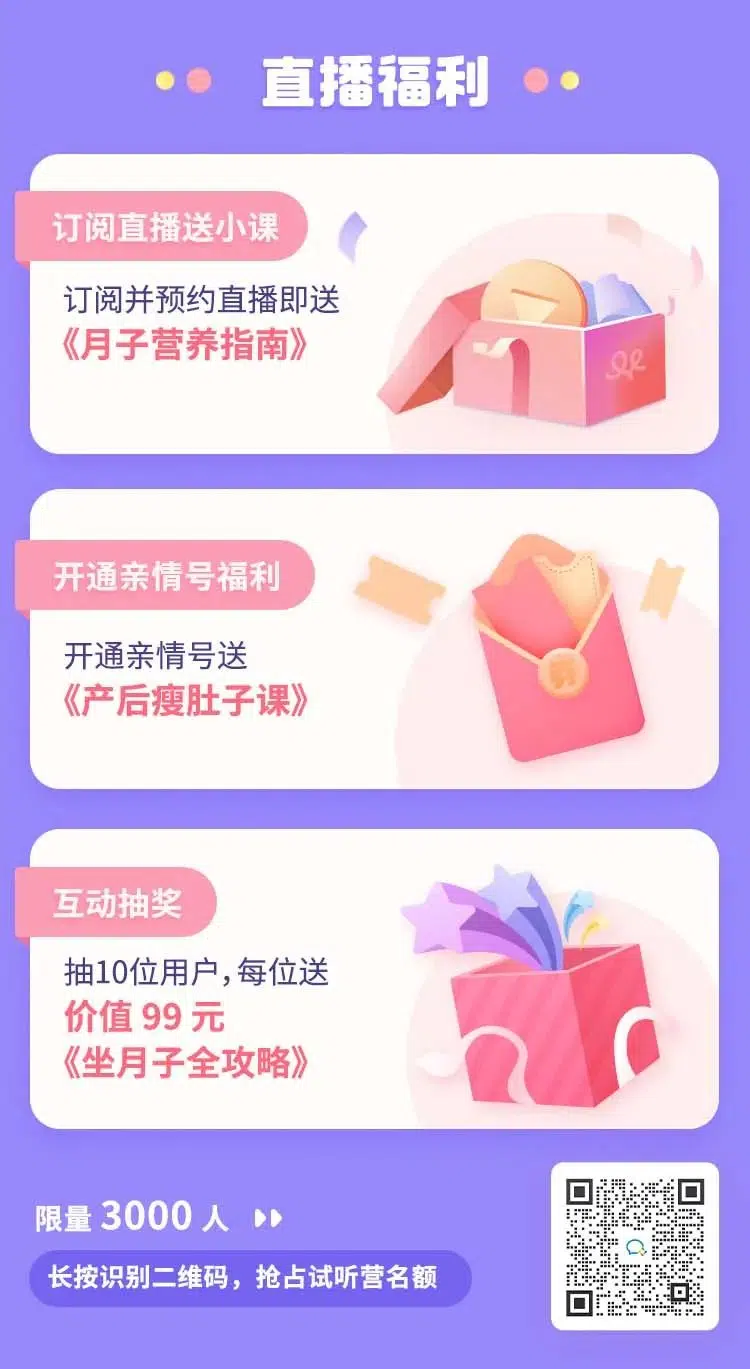 直播福利
订阅直播送小课
订阅并预约直播即送
《月子营养指南》
开通亲情号福利
开通亲情号送
《产后瘦肚子课》
互动抽奖
抽10位用户，每位送
价值 99 元
《坐月子全攻略》
限量 3000 人
长按识别二维码，抢占试听营名额